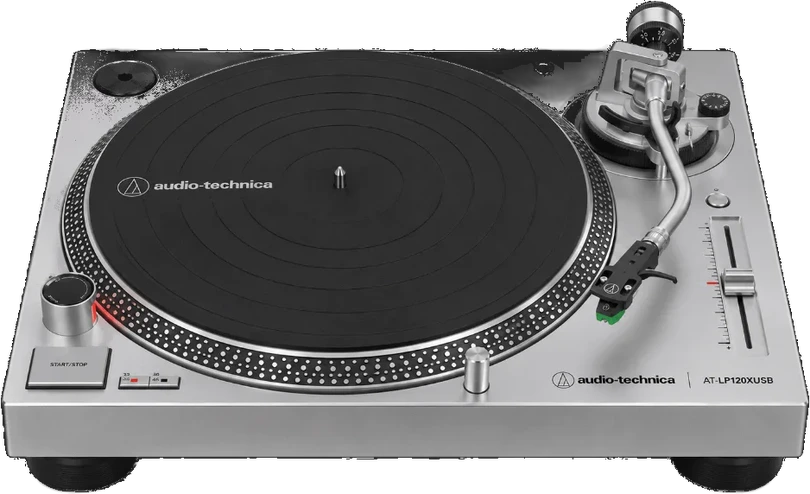 audio-technica
START/STOP
33
45
audio-technica
AT-LP120XUSB